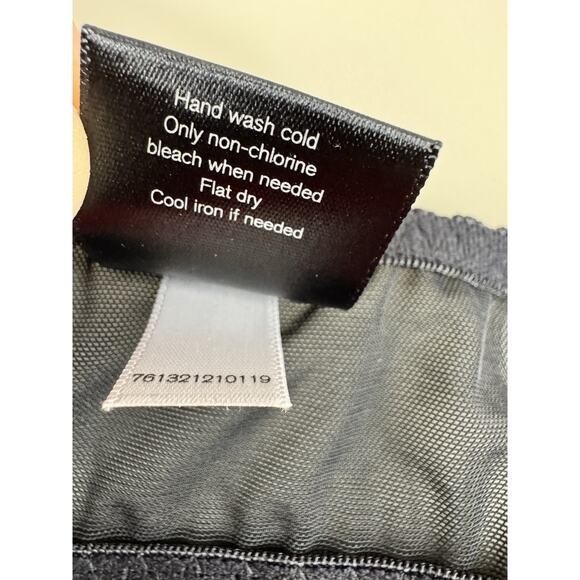 Hand wash cold
Only non-chlorine
bleach when needed
Flat dry
Cool iron if needed
761321210119